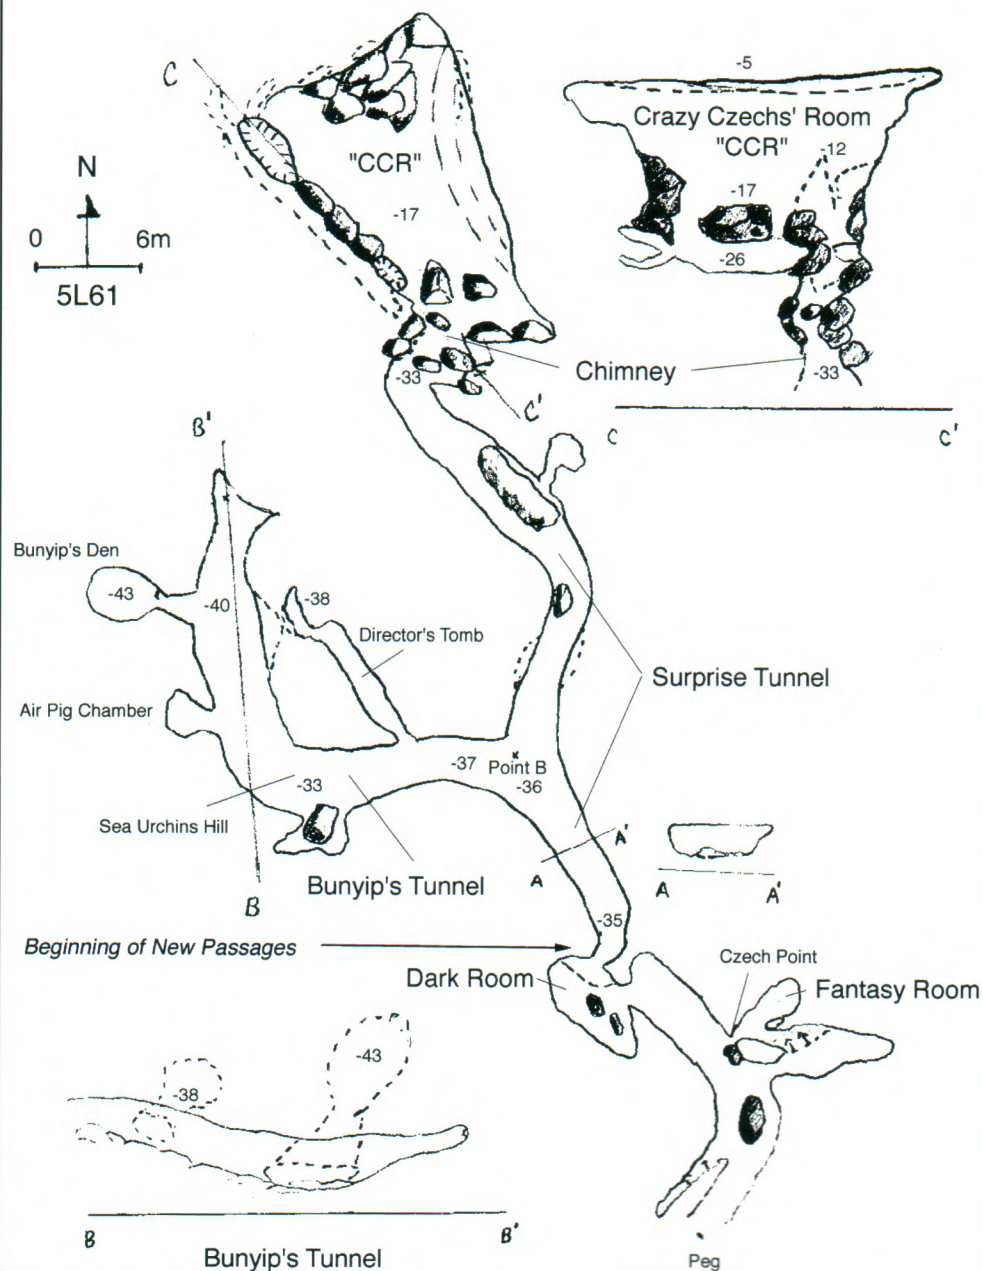 C
-5
Crazy Czechs' Room
"CCR"
-12
"CCR"
N
-17
-17
0 6m
-26
5L61
Chimney
-33
-33
C'
C C'
B'
Bunyip's Den
-43
-40
-38
Director's Tomb
Surprise Tunnel
Air Pig Chamber
-37
x
Point B
-36
-33
Sea Urchins Hill
A'
A
Bunyip's Tunnel
A A'
B
-35
Beginning of New Passages
Czech Point
Dark Room
Fantasy Room
-43
-38
B B'
Bunyip's Tunnel
Peg